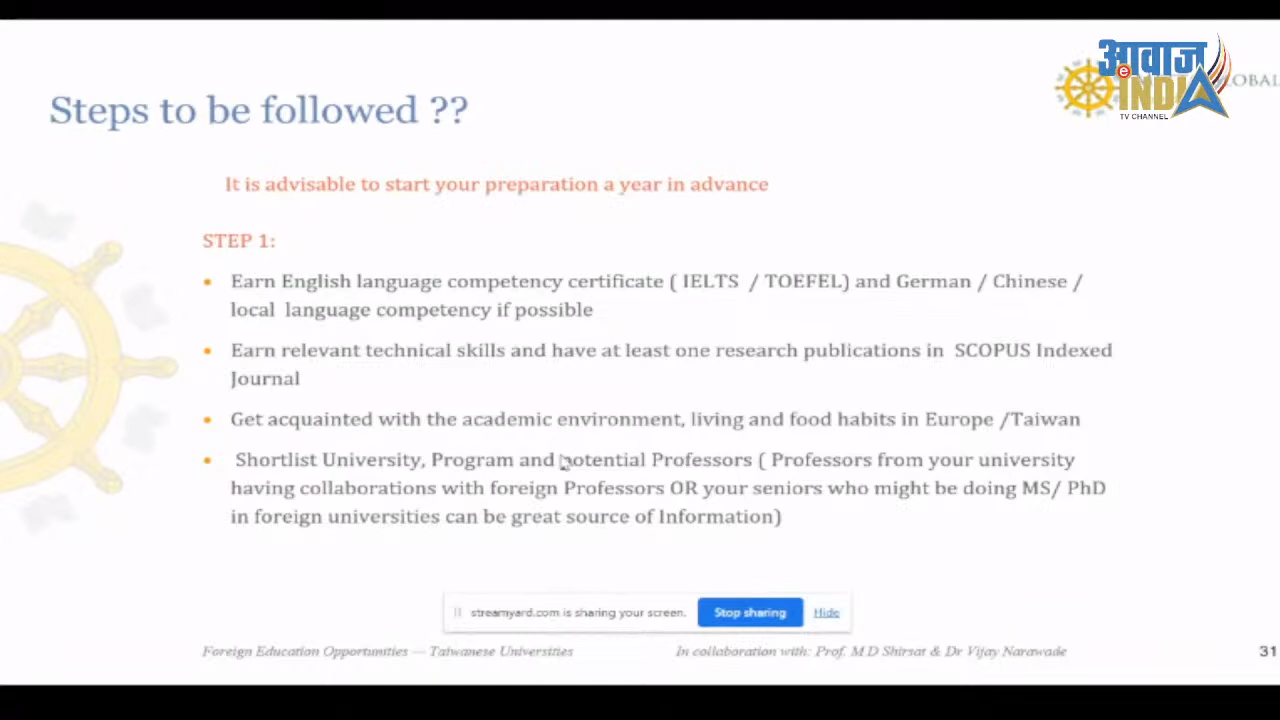 आवाज
e
INDIA
TV CHANNEL
OBAL
Steps to be followed ??
It is advisable to start your preparation a year in advance
STEP 1:
• Earn English language competency certificate ( IELTS / TOEFEL) and German / Chinese /
local language competency if possible
• Earn relevant technical skills and have at least one research publications in SCOPUS Indexed
Journal
• Get acquainted with the academic environment, living and food habits in Europe /Taiwan
• Shortlist University, Program and potential Professors ( Professors from your university
having collaborations with foreign Professors OR your seniors who might be doing MS/ PhD
in foreign universities can be great source of Information)
streamyard.com is sharing your screen. Stop sharing Hide
Foreign Education Opportunities — Taiwanese Universities In collaboration with: Prof. M D Shirsat & Dr Vijay Narawade 31